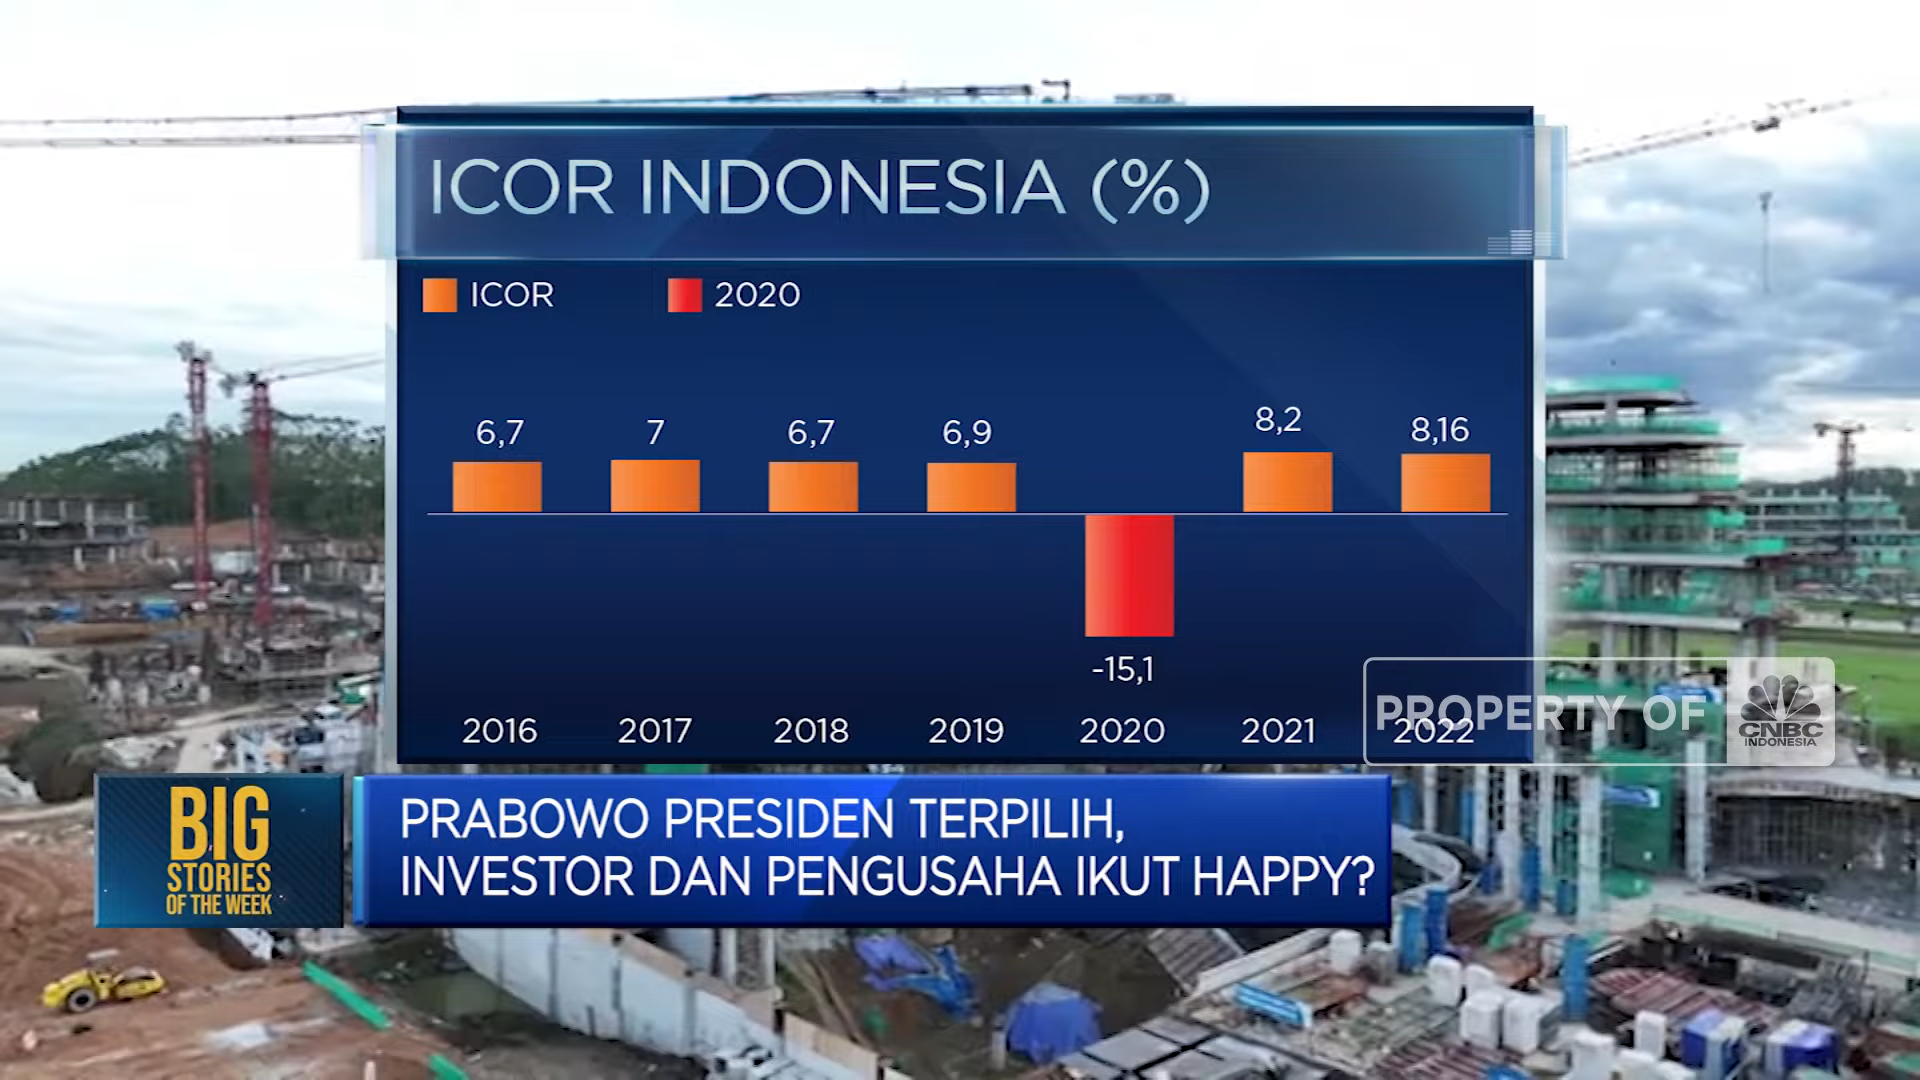 ICOR INDONESIA (%)
ICOR
2020
6,7
7
6,7
6,9
8,2
8,16
-15,1
2016
2017
2018
2019
2020
2021
2022
PROPERTY OF
CNBC
INDONESIA
BIG
STORIES
OF THE WEEK
PRABOWO PRESIDEN TERPILIH,
INVESTOR DAN PENGUSAHA IKUT HAPPY?